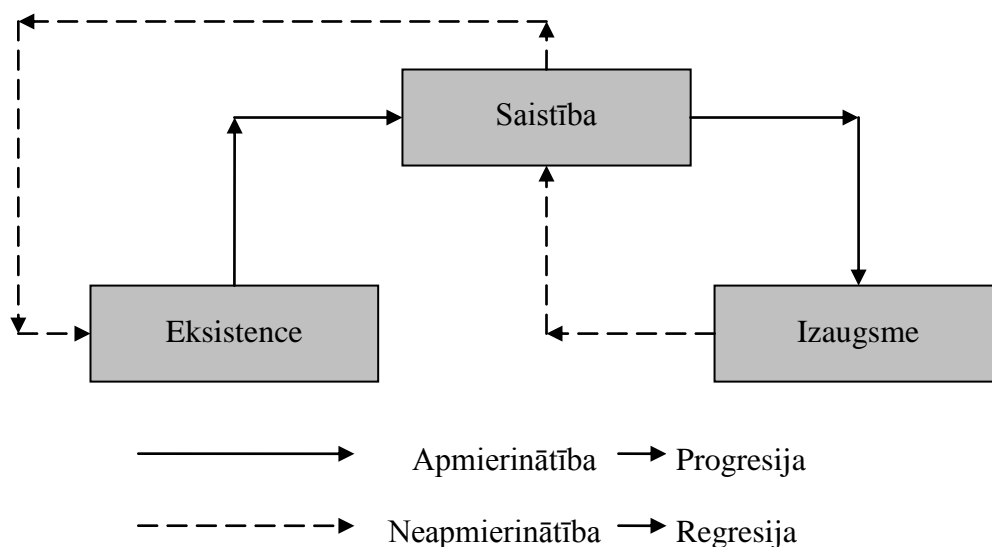 Saistība
Eksistence
Izaugsme
Apmierinātība Progresija
Neapmierinātība Regresija